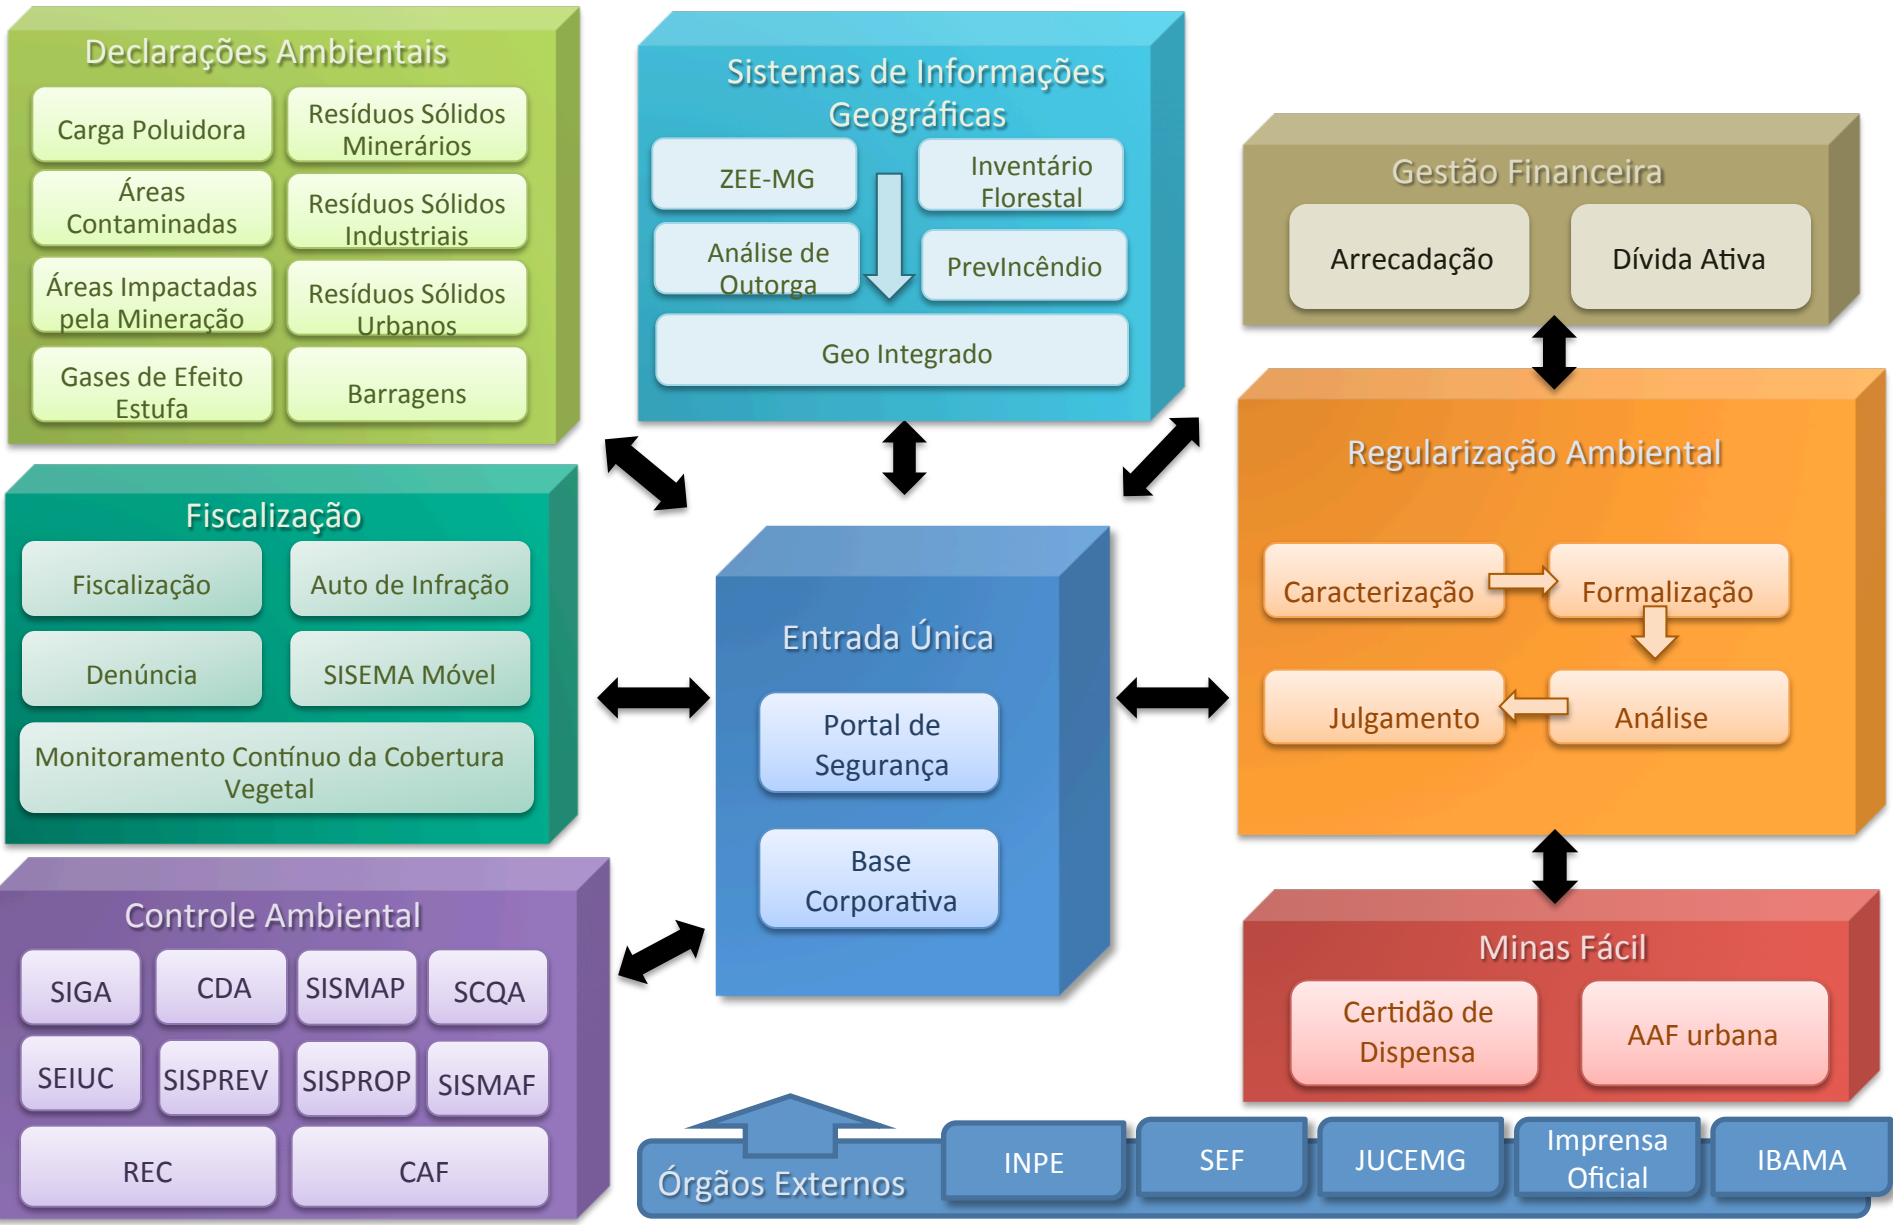 Declarações Ambientais
Carga Poluidora
Resíduos Sólidos
Minerários
Áreas
Contaminadas
Resíduos Sólidos
Industriais
Áreas Impactadas
pela Mineração
Resíduos Sólidos
Urbanos
Gases de Efeito
Estufa
Barragens
Sistemas de Informações
Geográficas
ZEE-MG
Inventário
Florestal
Análise de
Outorga
PrevIncêndio
Geo Integrado
Gestão Financeira
Arrecadação
Dívida Ativa
Fiscalização
Fiscalização
Auto de Infração
Denúncia
SISEMA Móvel
Monitoramento Contínuo da Cobertura
Vegetal
Entrada Única
Portal de
Segurança
Base
Corporativa
Regularização Ambiental
Caracterização
Formalização
Julgamento
Análise
Controle Ambiental
SIGA
CDA
SISMAP
SCQA
SEIUC
SISPREV
SISPROP
SISMAF
REC
CAF
Minas Fácil
Certidão de
Dispensa
AAF urbana
Órgãos Externos
INPE
SEF
JUCEMG
Imprensa
Oficial
IBAMA